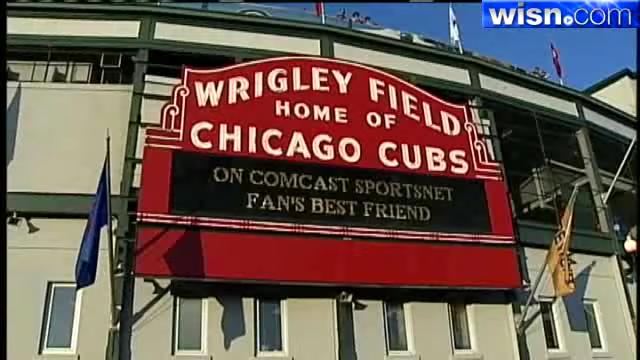 wisn.com
WRIGLEY FIELD
HOME OF
CHICAGO CUBS
ON COMCAST SPORTSNET
FAN'S BEST FRIEND